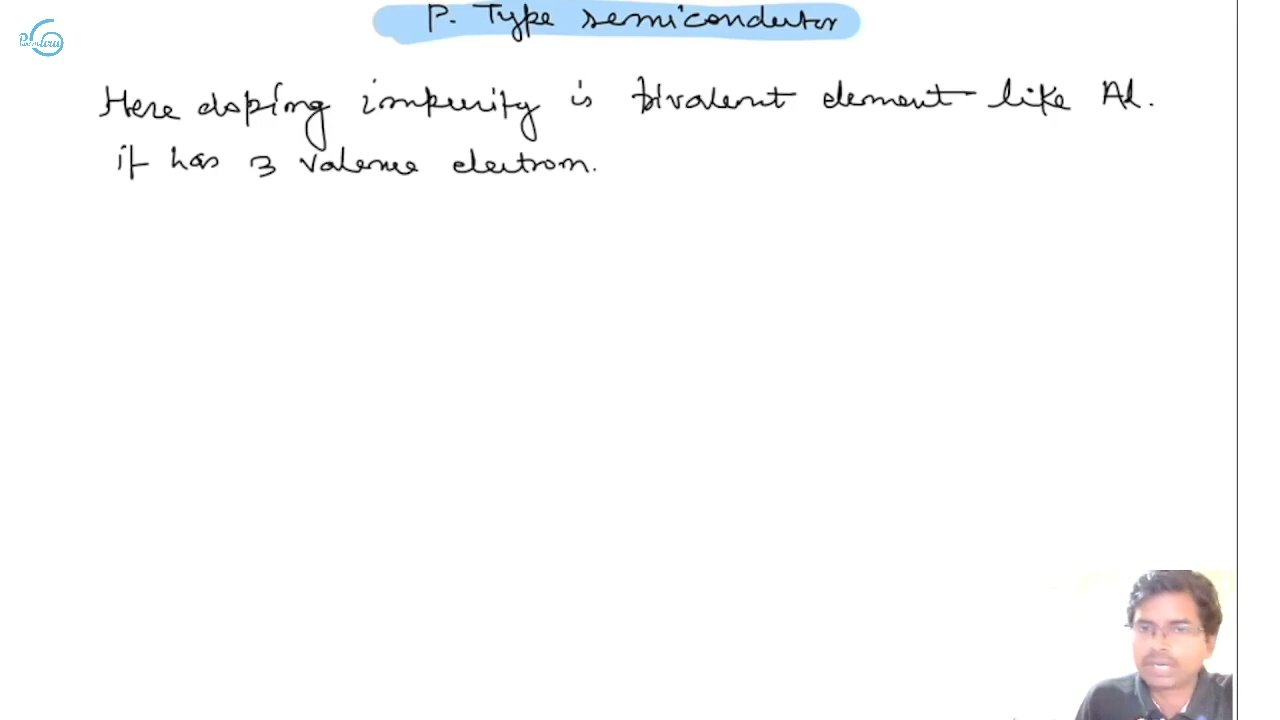 P. Type semiconductor
Here doping impurity is trivalent element like Al.
it has 3 valence electron.